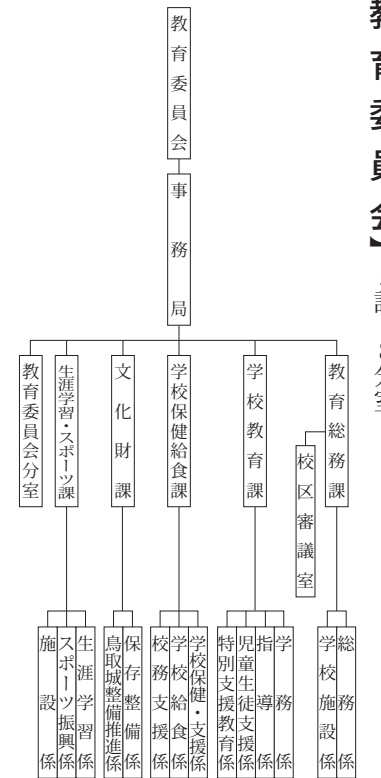 教育委員会】
教育委員会
事務局
教育総務課
校区審議室
学校教育課
学校保健給食課
文化財課
生涯学習・スポーツ課
教育委員会分室
総務係
学校施設係
学務係
指導係
児童生徒支援係
特別支援教育係
学校保健・支援係
学校給食係
校務支援係
保存整備係
鳥取城整備推進係
生涯学習係
スポーツ振興係
施設係